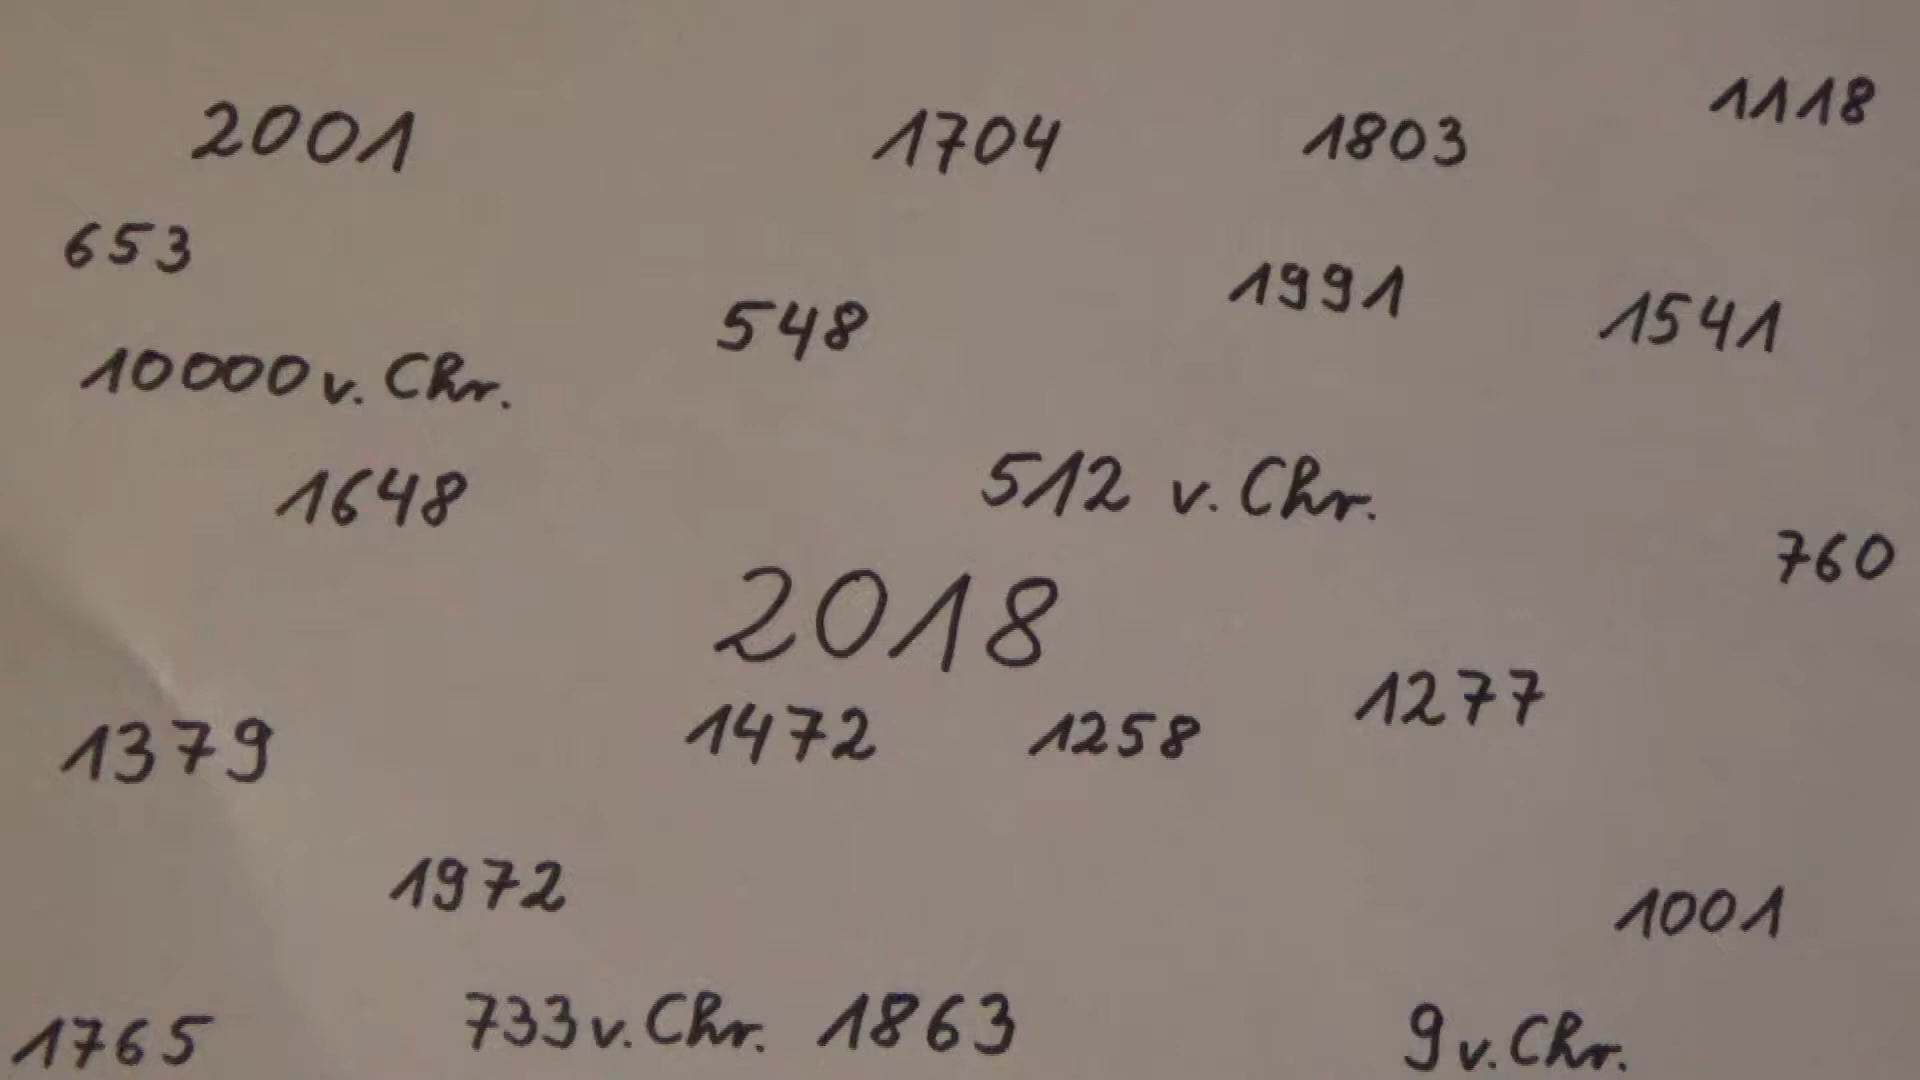 2001 1704 1803 1118
653
548 1991 1541
10000 v. Chr.
1648 512 v. Chr.
760
2018
1379 1472 1258 1277
1972 1001
1765 733 v. Chr. 1863 9 v. Chr.